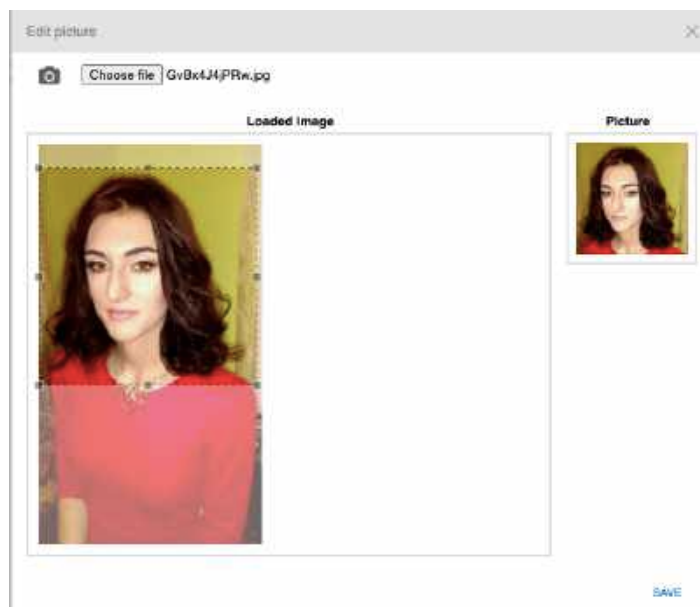 Edit picture
Choose file GvBx4J4jPRw.jpg
Loaded Image
Picture
SAVE